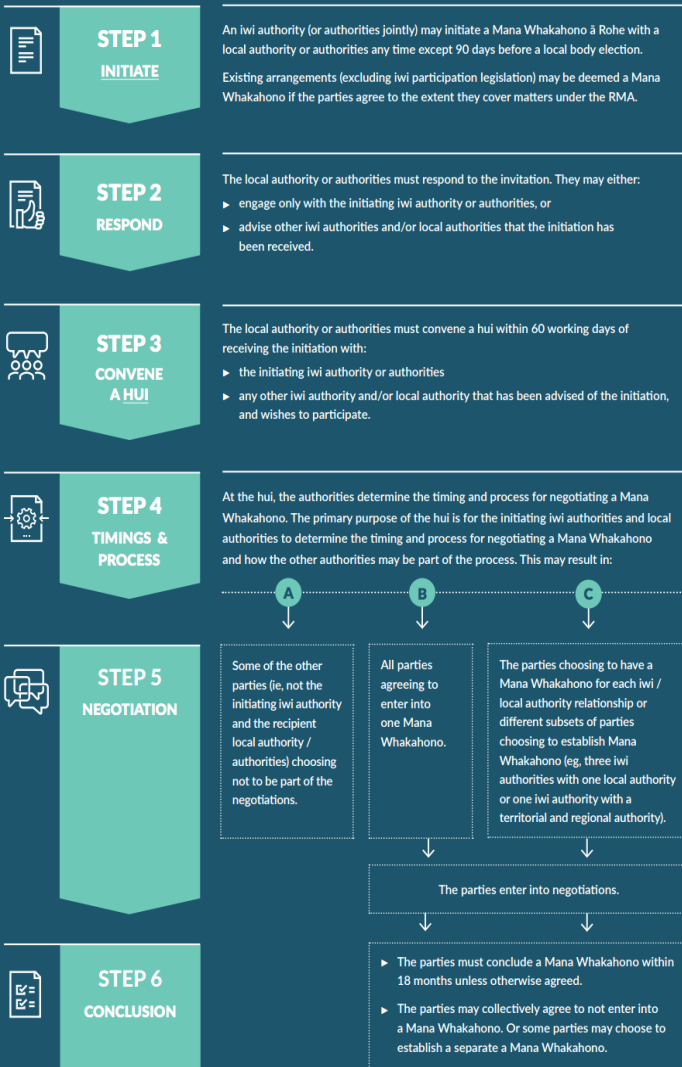 STEP 1
INITIATE
An iwi authority (or authorities jointly) may initiate a Mana Whakahono ā Rohe with a
local authority or authorities any time except 90 days before a local body election.
Existing arrangements (excluding iwi participation legislation) may be deemed a Mana
Whakahono if the parties agree to the extent they cover matters under the RMA.
STEP 2
RESPOND
The local authority or authorities must respond to the invitation. They may either:
► engage only with the initiating iwi authority or authorities, or
► advise other iwi authorities and/or local authorities that the initiation has
been received.
STEP 3
CONVENE
A HUI
The local authority or authorities must convene a hui within 60 working days of
receiving the initiation with:
► the initiating iwi authority or authorities
► any other iwi authority and/or local authority that has been advised of the initiation,
and wishes to participate.
STEP 4
TIMINGS &
PROCESS
At the hui, the authorities determine the timing and process for negotiating a Mana
Whakahono. The primary purpose of the hui is for the initiating iwi authorities and local
authorities to determine the timing and process for negotiating a Mana Whakahono
and how the other authorities may be part of the process. This may result in:
A
B
C
STEP 5
NEGOTIATION
Some of the other
parties (ie, not the
initiating iwi authority
and the recipient
local authority /
authorities) choosing
not to be part of the
negotiations.
All parties
agreeing to
enter into
one Mana
Whakahono.
The parties choosing to have a
Mana Whakahono for each iwi /
local authority relationship or
different subsets of parties
choosing to establish Mana
Whakahono (eg, three iwi
authorities with one local authority
or one iwi authority with a
territorial and regional authority).
The parties enter into negotiations.
STEP 6
CONCLUSION
► The parties must conclude a Mana Whakahono within
18 months unless otherwise agreed.
► The parties may collectively agree to not enter into
a Mana Whakahono. Or some parties may choose to
establish a separate a Mana Whakahono.